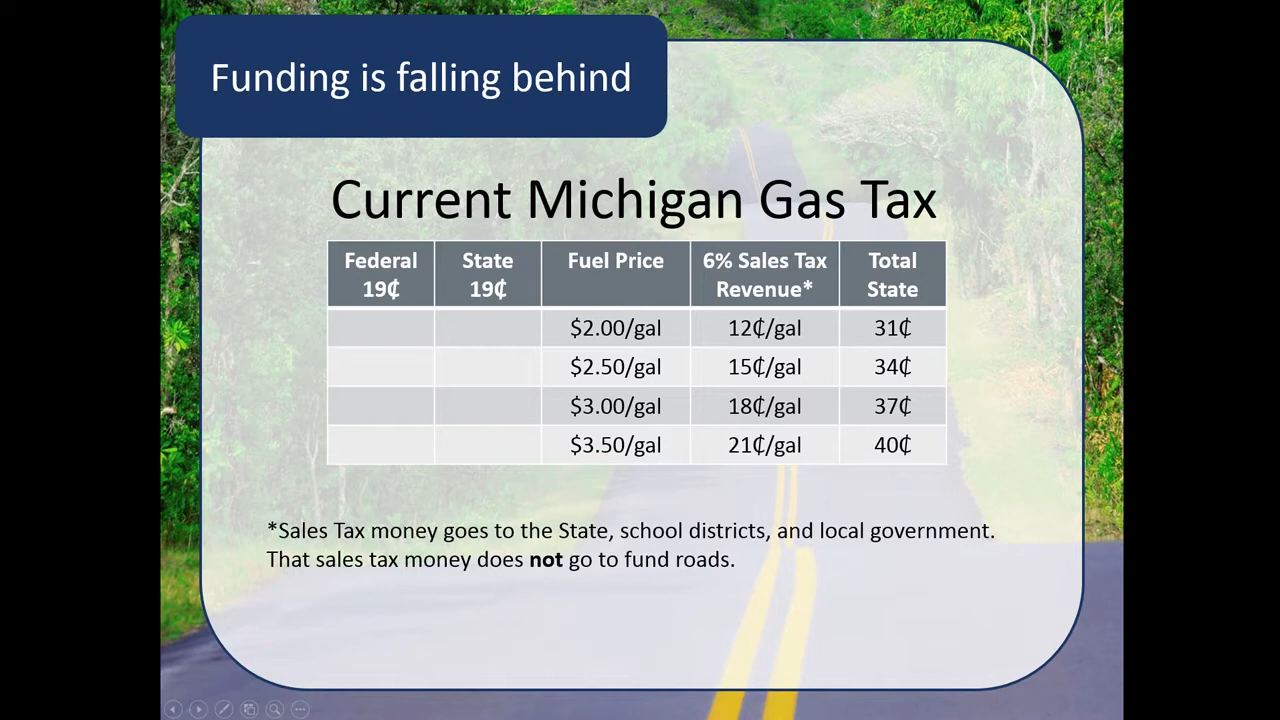 Funding is falling behind
Current Michigan Gas Tax
Federal 19₵ State 19₵ Fuel Price 6% Sales Tax Revenue* Total State
$2.00/gal 12₵/gal 31₵
$2.50/gal 15₵/gal 34₵
$3.00/gal 18₵/gal 37₵
$3.50/gal 21₵/gal 40₵
*Sales Tax money goes to the State, school districts, and local government.
That sales tax money does not go to fund roads.